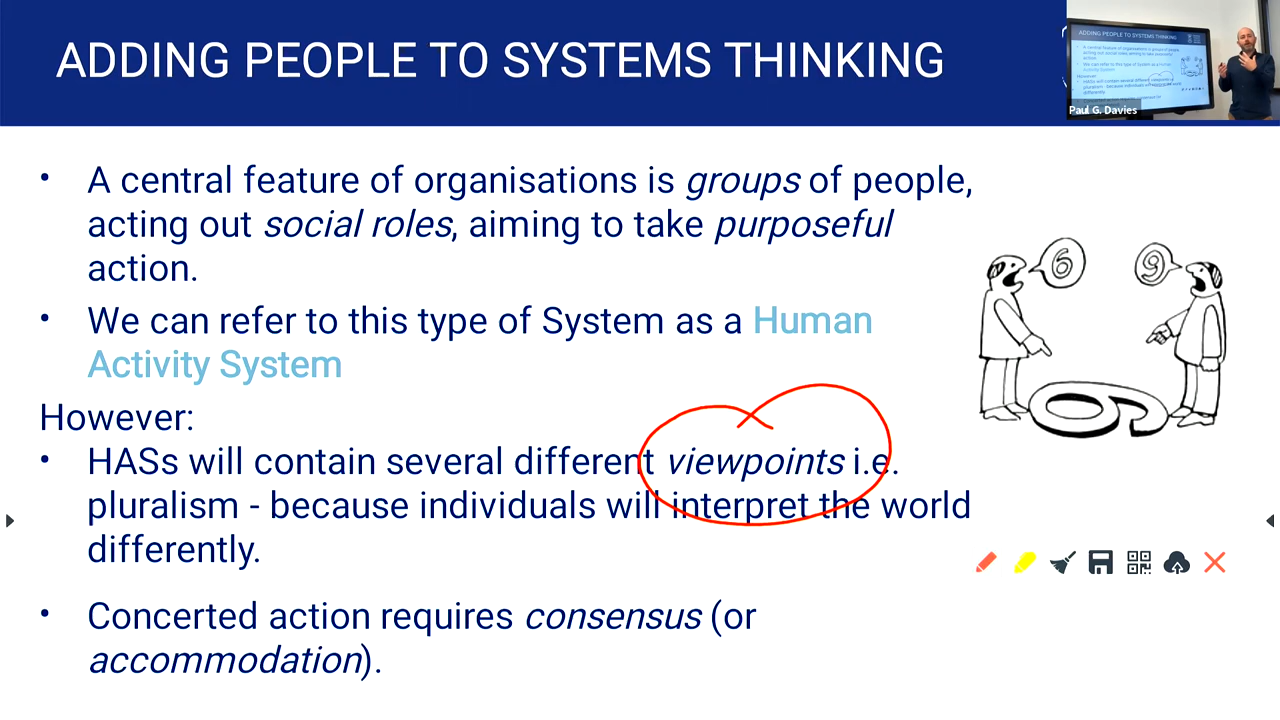 ADDING PEOPLE TO SYSTEMS THINKING
Paul G. Davies
• A central feature of organisations is groups of people,
acting out social roles, aiming to take purposeful
action.
• We can refer to this type of System as a Human
Activity System
However:
• HASs will contain several different viewpoints i.e.
pluralism - because individuals will interpret the world
differently.
• Concerted action requires consensus (or
accommodation).
6
9